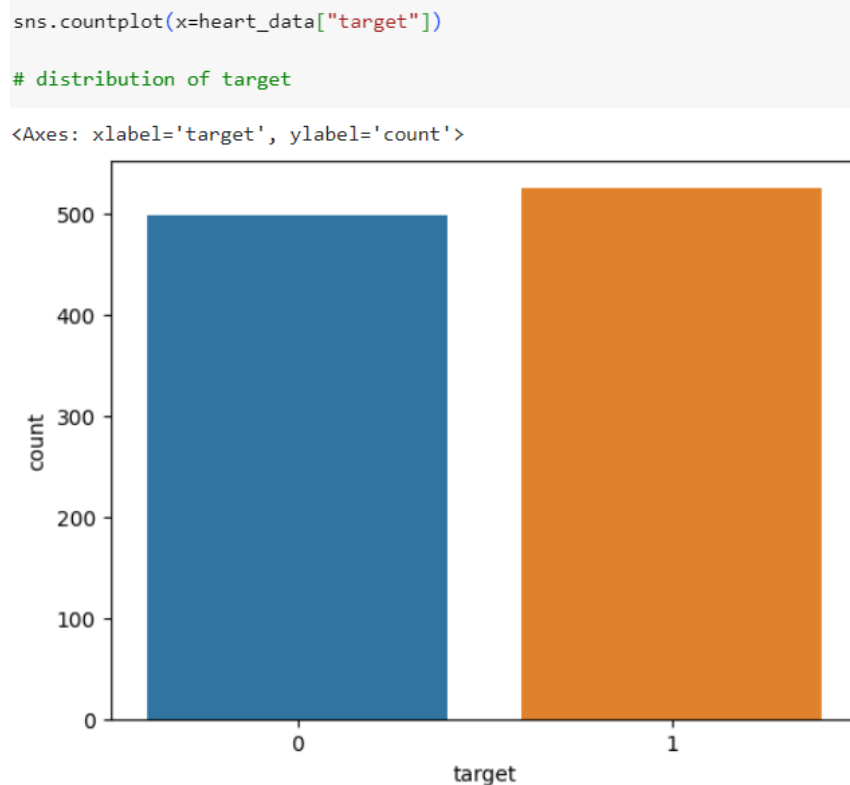 sns.countplot(x=heart_data["target"])
# distribution of target
<Axes: xlabel='target', ylabel='count'>
500
400
300
200
100
0
count
0 1
target